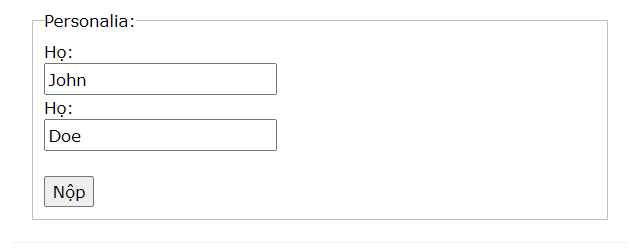 Personalia:
Họ:
John
Họ:
Doe
Nộp